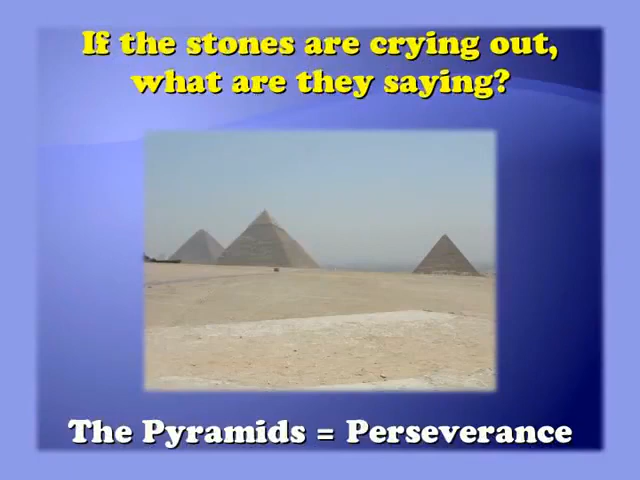 If the stones are crying out,
what are they saying?
The Pyramids = Perseverance